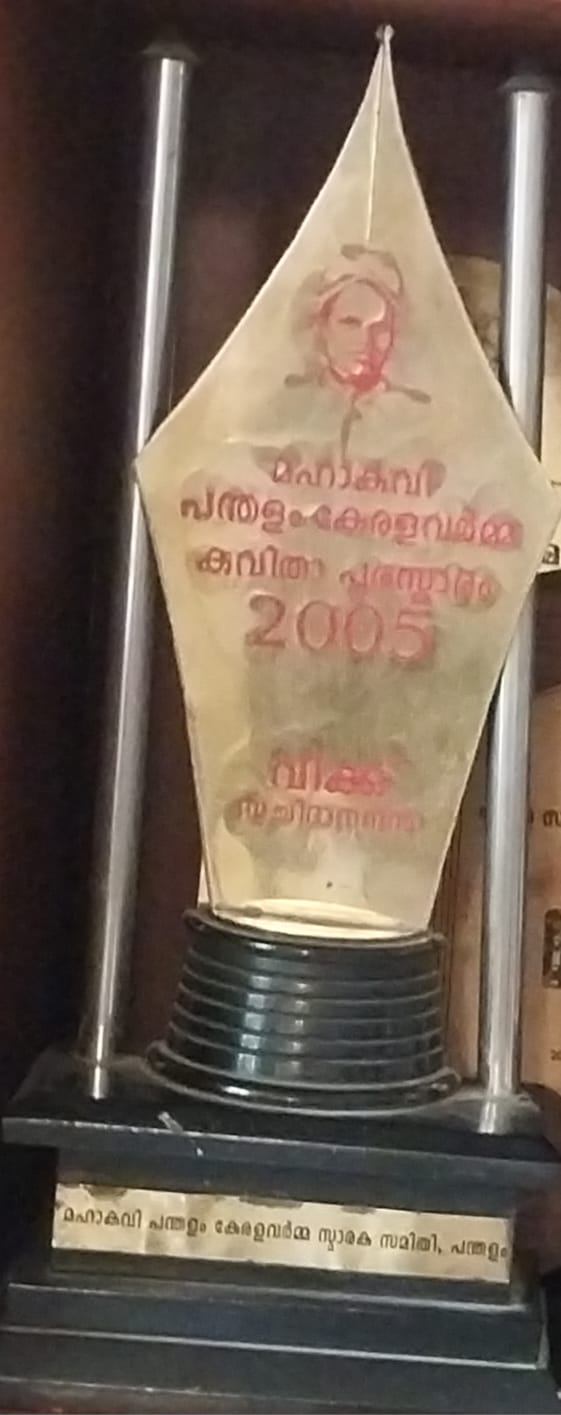 മഹാകവി
പന്തളം കേരളവർമ്മ
കവിതാ പുരസ്കാരം
2005
വിക്ക്
സച്ചിദാനന്ദൻ
മഹാകവി പന്തളം കേരളവർമ്മ സ്മാരക സമിതി, പന്തളം